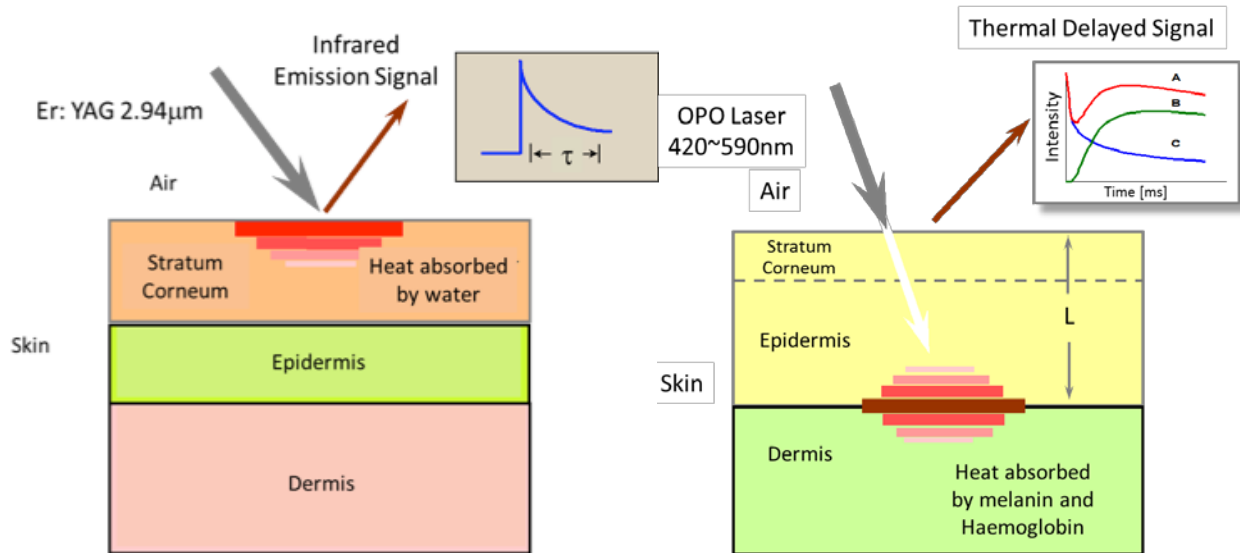 Infrared
Emission Signal
Er: YAG 2.94μm
τ
Air
Stratum
Corneum
Heat absorbed
by water
Skin
Epidermis
Dermis
Thermal Delayed Signal
Intensity
A
B
C
Time [ms]
OPO Laser
420~590nm
Air
Stratum
Corneum
L
Epidermis
Skin
Dermis
Heat absorbed
by melanin and
Haemoglobin